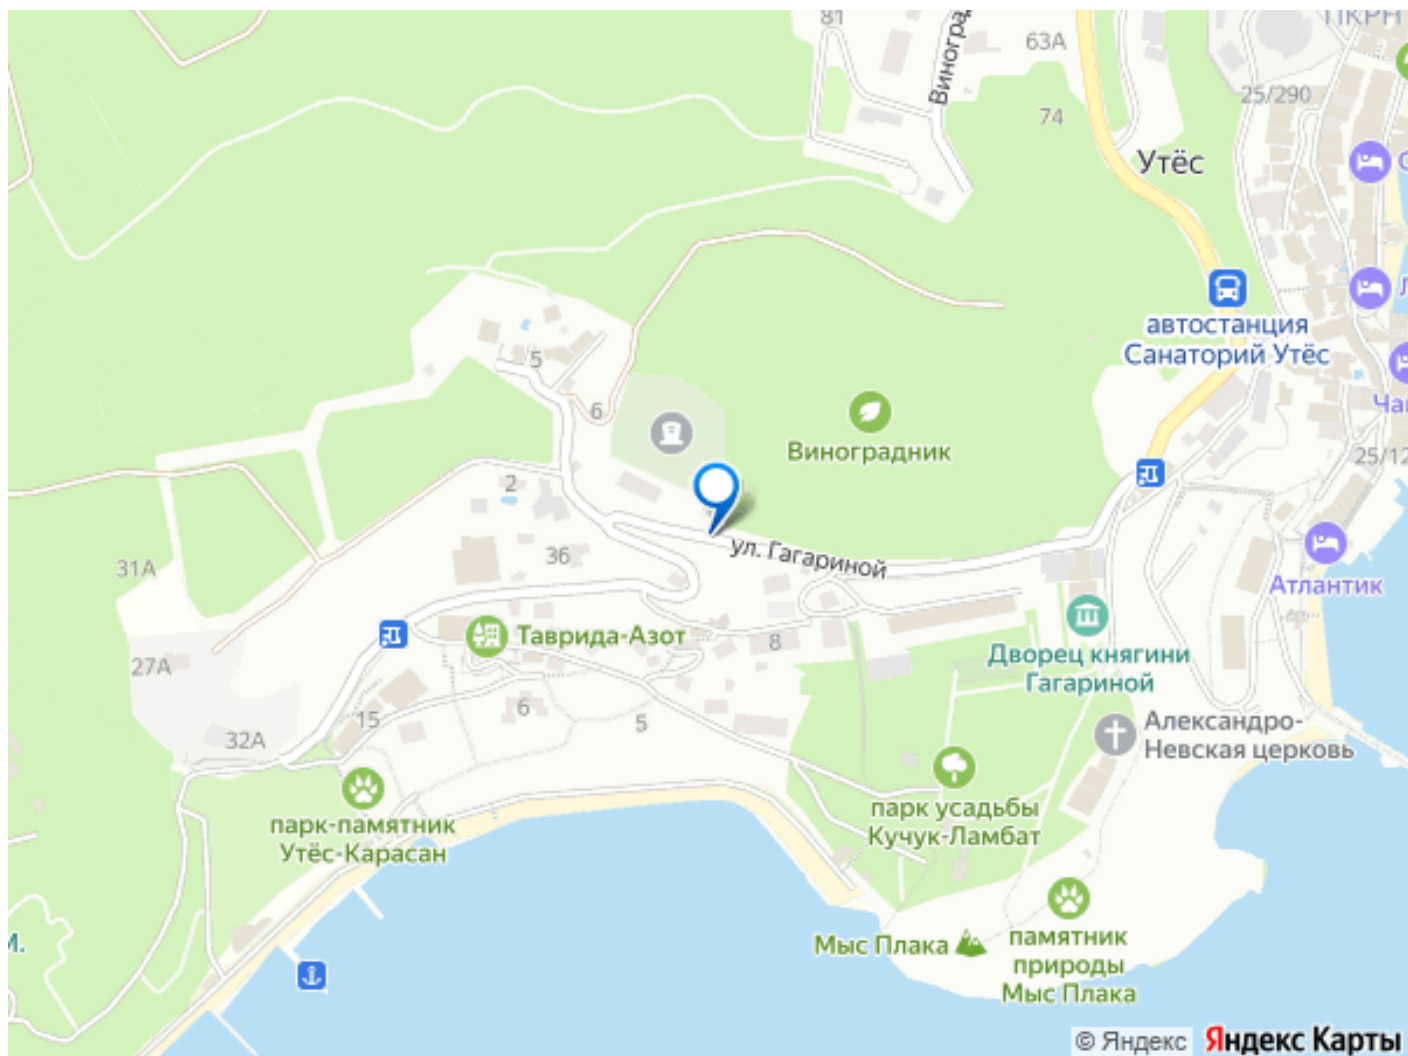 81
63А
ПКРН
Виноград
25/290
74
Утёс
автостанция
Санаторий Утёс
5
6
Виноградник
Ча
25/12
2
ул. Гагариной
36
31А
Атлантик
Таврида-Азот
8
Дворец княгини
Гагариной
27А
6
5
15
32А
Александро-
Невская церковь
парк-памятник
Утёс-Карасан
парк усадьбы
Кучук-Ламбат
м.
Мыс Плака
памятник
природы
Мыс Плака
© Яндекс
Яндекс Карты